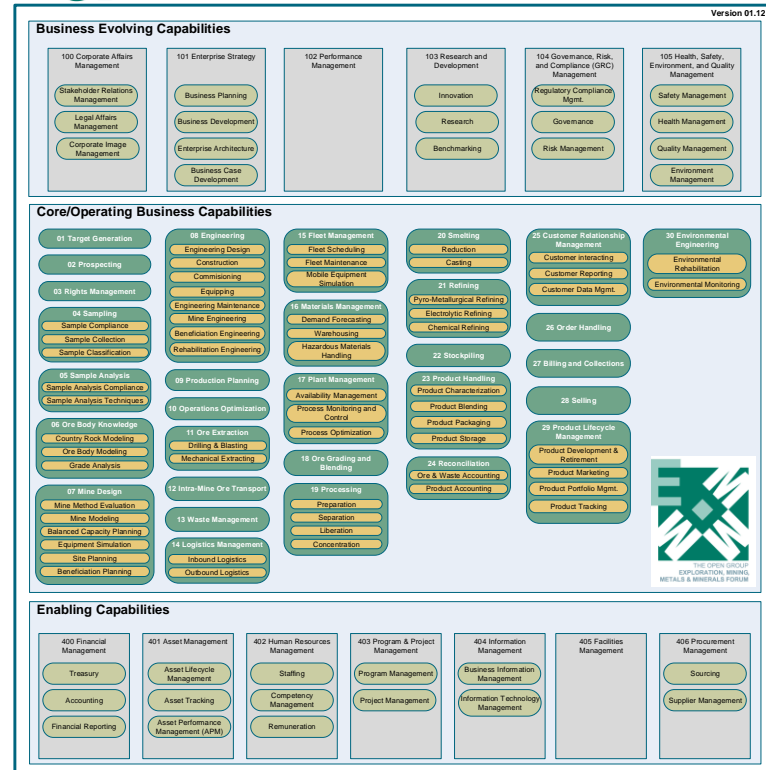 Version 01.12
Business Evolving Capabilities
100 Corporate Affairs
Management
Stakeholder Relations
Management
Legal Affairs
Management
Corporate Image
Management
101 Enterprise Strategy
Business Planning
Business Development
Enterprise Architecture
Business Case
Development
102 Performance
Management
103 Research and
Development
Innovation
Research
Benchmarking
104 Governance, Risk,
and Compliance (GRC)
Management
Regulatory Compliance
Mgmt.
Governance
Risk Management
105 Health, Safety,
Environment, and Quality
Management
Safety Management
Health Management
Quality Management
Environment
Management
Core/Operating Business Capabilities
01 Target Generation
02 Prospecting
03 Rights Management
04 Sampling
Sample Compliance
Sample Collection
Sample Classification
05 Sample Analysis
Sample Analysis Compliance
Sample Analysis Techniques
06 Ore Body Knowledge
Country Rock Modeling
Ore Body Modeling
Grade Analysis
07 Mine Design
Mine Method Evaluation
Mine Modeling
Balanced Capacity Planning
Equipment Simulation
Site Planning
Beneficiation Planning
08 Engineering
Engineering Design
Construction
Commisioning
Equipping
Engineering Maintenance
Mine Engineering
Beneficiation Engineering
Rehabilitation Engineering
09 Production Planning
10 Operations Optimization
11 Ore Extraction
Drilling & Blasting
Mechanical Extracting
12 Intra-Mine Ore Transport
13 Waste Management
14 Logistics Management
Inbound Logistics
Outbound Logistics
15 Fleet Management
Fleet Scheduling
Fleet Maintenance
Mobile Equipment
Simulation
16 Materials Management
Demand Forecasting
Warehousing
Hazardous Materials
Handling
17 Plant Management
Availability Management
Process Monitoring and
Control
Process Optimization
18 Ore Grading and
Blending
19 Processing
Preparation
Separation
Liberation
Concentration
20 Smelting
Reduction
Casting
21 Refining
Pyro-Metallurgical Refining
Electrolytic Refining
Chemical Refining
22 Stockpiling
23 Product Handling
Product Characterization
Product Blending
Product Packaging
Product Storage
24 Reconciliation
Ore & Waste Accounting
Product Accounting
25 Customer Relationship
Management
Customer interacting
Customer Reporting
Customer Data Mgmt.
26 Order Handling
27 Billing and Collections
28 Selling
29 Product Lifecycle
Management
Product Development &
Retirement
Product Marketing
Product Portfolio Mgmt.
Product Tracking
30 Environmental
Engineering
Environmental
Rehabilitation
Environmental Monitoring
THE OPEN GROUP
EXPLORATION, MINING,
METALS & MINERALS FORUM
Enabling Capabilities
400 Financial
Management
Treasury
Accounting
Financial Reporting
401 Asset Management
Asset Lifecycle
Management
Asset Tracking
Asset Performance
Management (APM)
402 Human Resources
Management
Staffing
Competency
Management
Remuneration
403 Program & Project
Management
Program Management
Project Management
404 Information
Management
Business Information
Management
Information Technology
Management
405 Facilities
Management
406 Procurement
Management
Sourcing
Supplier Management